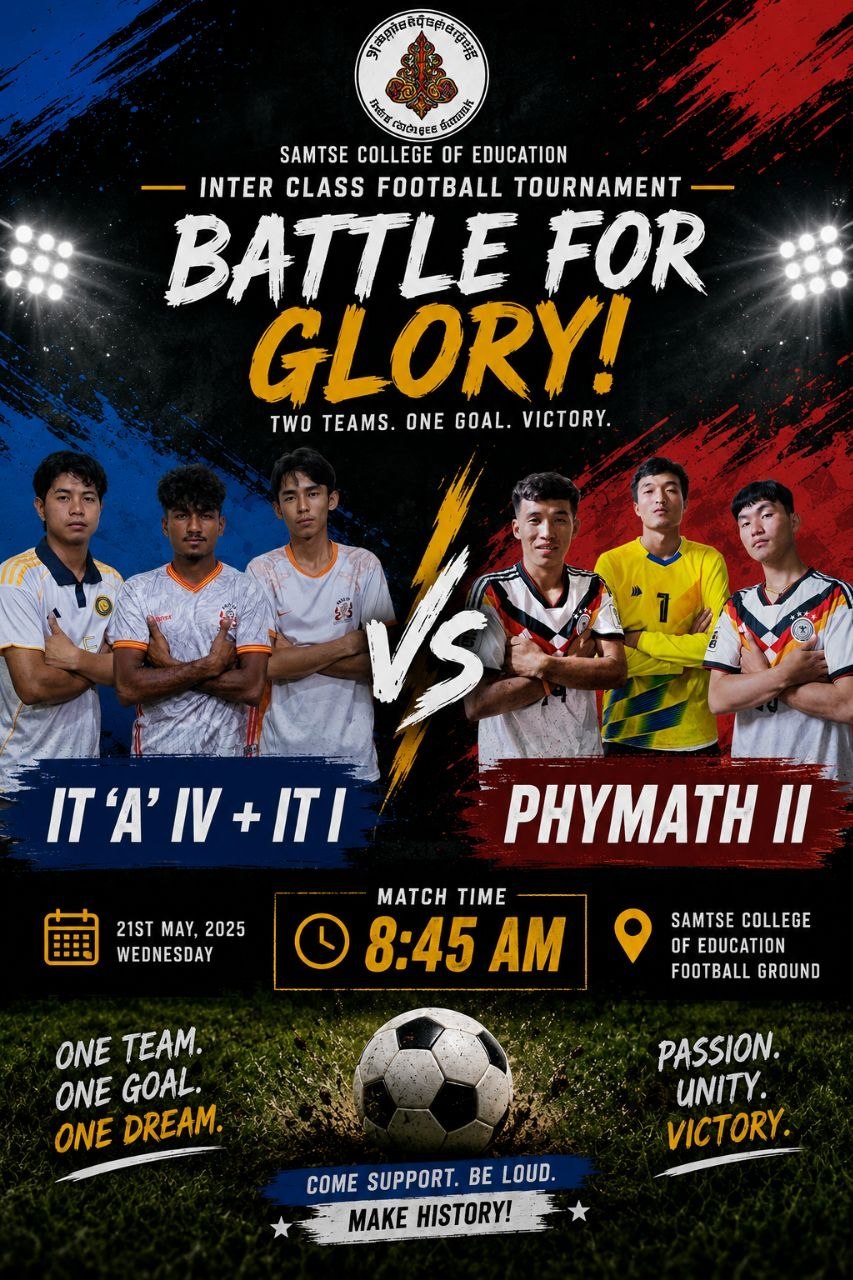 SAMTSE COLLEGE OF EDUCATION
INTER CLASS FOOTBALL TOURNAMENT
BATTLE FOR
GLORY!
TWO TEAMS. ONE GOAL. VICTORY.
VS
1
IT 'A' IV + IT I
PHYMATH II
MATCH TIME
21ST MAY, 2025
WEDNESDAY
8:45 AM
SAMTSE COLLEGE
OF EDUCATION
FOOTBALL GROUND
ONE TEAM.
ONE GOAL.
ONE DREAM.
PASSION.
UNITY.
VICTORY.
COME SUPPORT. BE LOUD.
MAKE HISTORY!